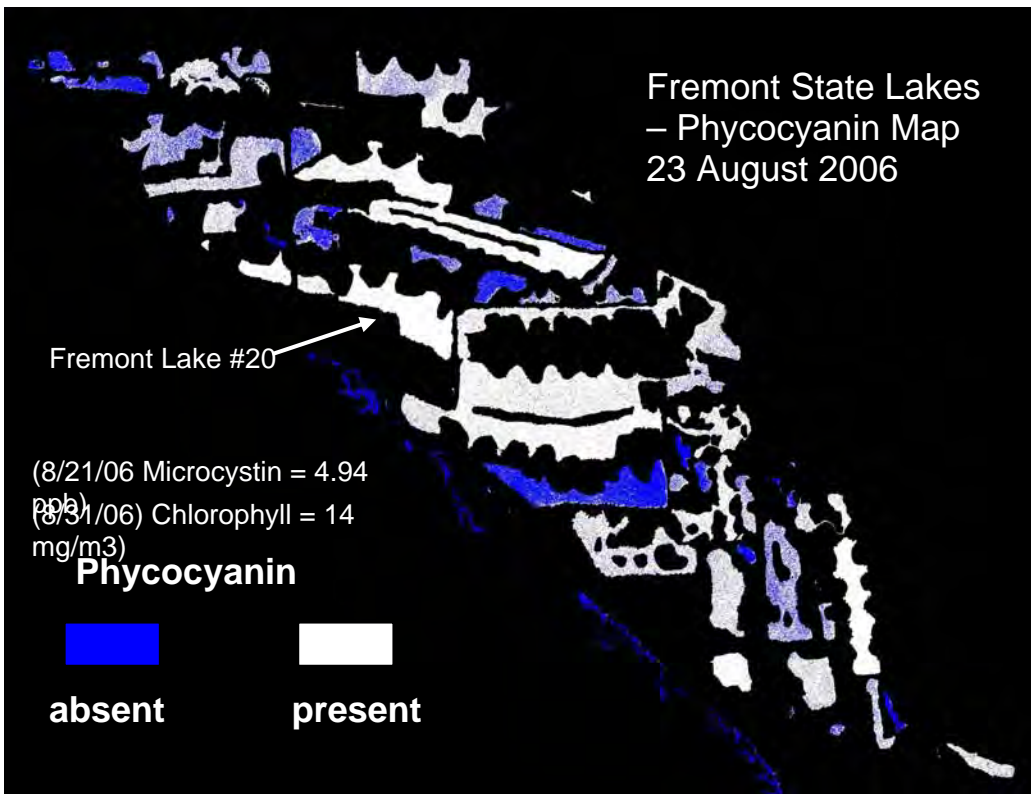 Fremont State Lakes
– Phycocyanin Map
23 August 2006
Fremont Lake #20
(8/21/06 Microcystin = 4.94
ppb)
(8/31/06) Chlorophyll = 14
mg/m3)
Phycocyanin
absent
present